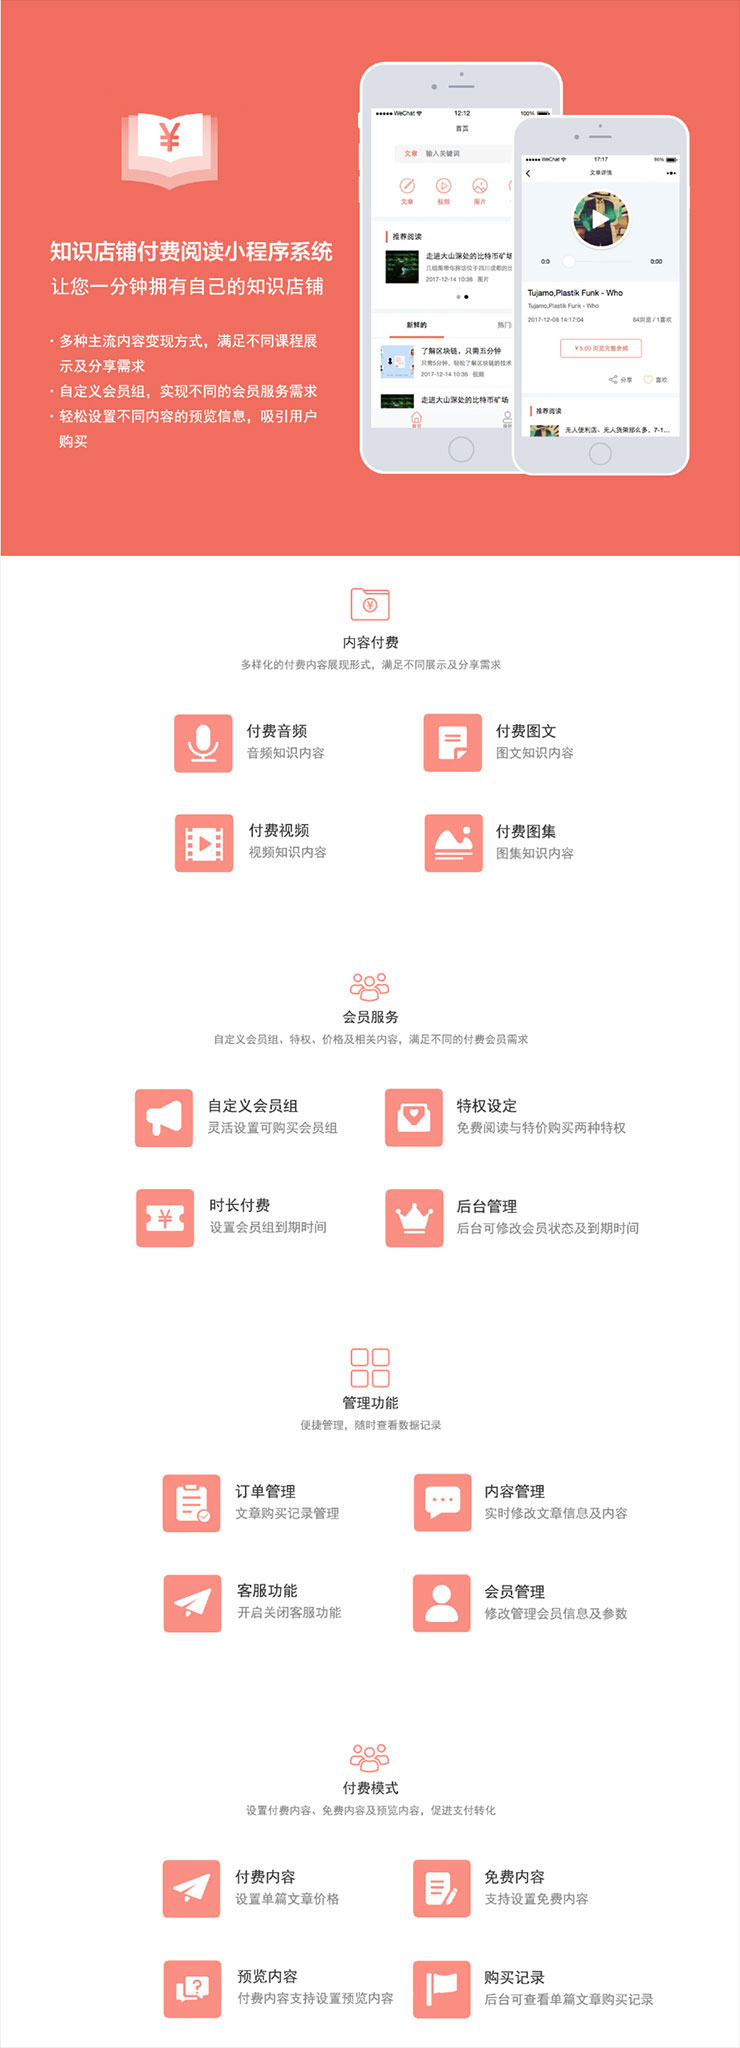 知识店铺付费阅读小程序系统
让您一分钟拥有自己的知识店铺
· 多种主流内容变现方式，满足不同课程展
示及分享需求
· 自定义会员组，实现不同的会员服务需求
· 轻松设置不同内容的预览信息，吸引用户
购买
WeChat 12:12 100%
首页
文章 输入关键词
文章 视频 图片
推荐阅读
走进大山深处的比特币矿场
2017-12-14 10:36 图片
新鲜的 热门
了解区块链，只需五分钟
只需5分钟，轻松了解区块链的技术
2017-12-14 10:36 视频
走进大山深处的比特币矿场
首页
WeChat 17:17
文章详情
0:0 0:00
Tujamo,Plastik Funk - Who
Tujamo,Plastik Funk - Who
2017-12-08 14:17:04 64浏览 / 1喜欢
￥5.00 浏览完整音频
分享 喜欢
推荐阅读
无人便利店、无人货架那么多，7-1...
¥
内容付费
多样化的付费内容展现形式，满足不同展示及分享需求
付费音频 付费图文
音频知识内容 图文知识内容
付费视频 付费图集
视频知识内容 图集知识内容
会员服务
自定义会员组、特权、价格及相关内容，满足不同的付费会员需求
自定义会员组 特权设定
灵活设置可购买会员组 免费阅读与特价购买两种特权
时长付费 后台管理
设置会员组到期时间 后台可修改会员状态及到期时间
管理功能
便捷管理，随时查看数据记录
订单管理 内容管理
文章购买记录管理 实时修改文章信息及内容
客服功能 会员管理
开启关闭客服功能 修改管理会员信息及参数
付费模式
设置付费内容、免费内容及预览内容，促进支付转化
付费内容 免费内容
设置单篇文章价格 支持设置免费内容
预览内容 购买记录
付费内容支持设置预览内容 后台可查看单篇文章购买记录